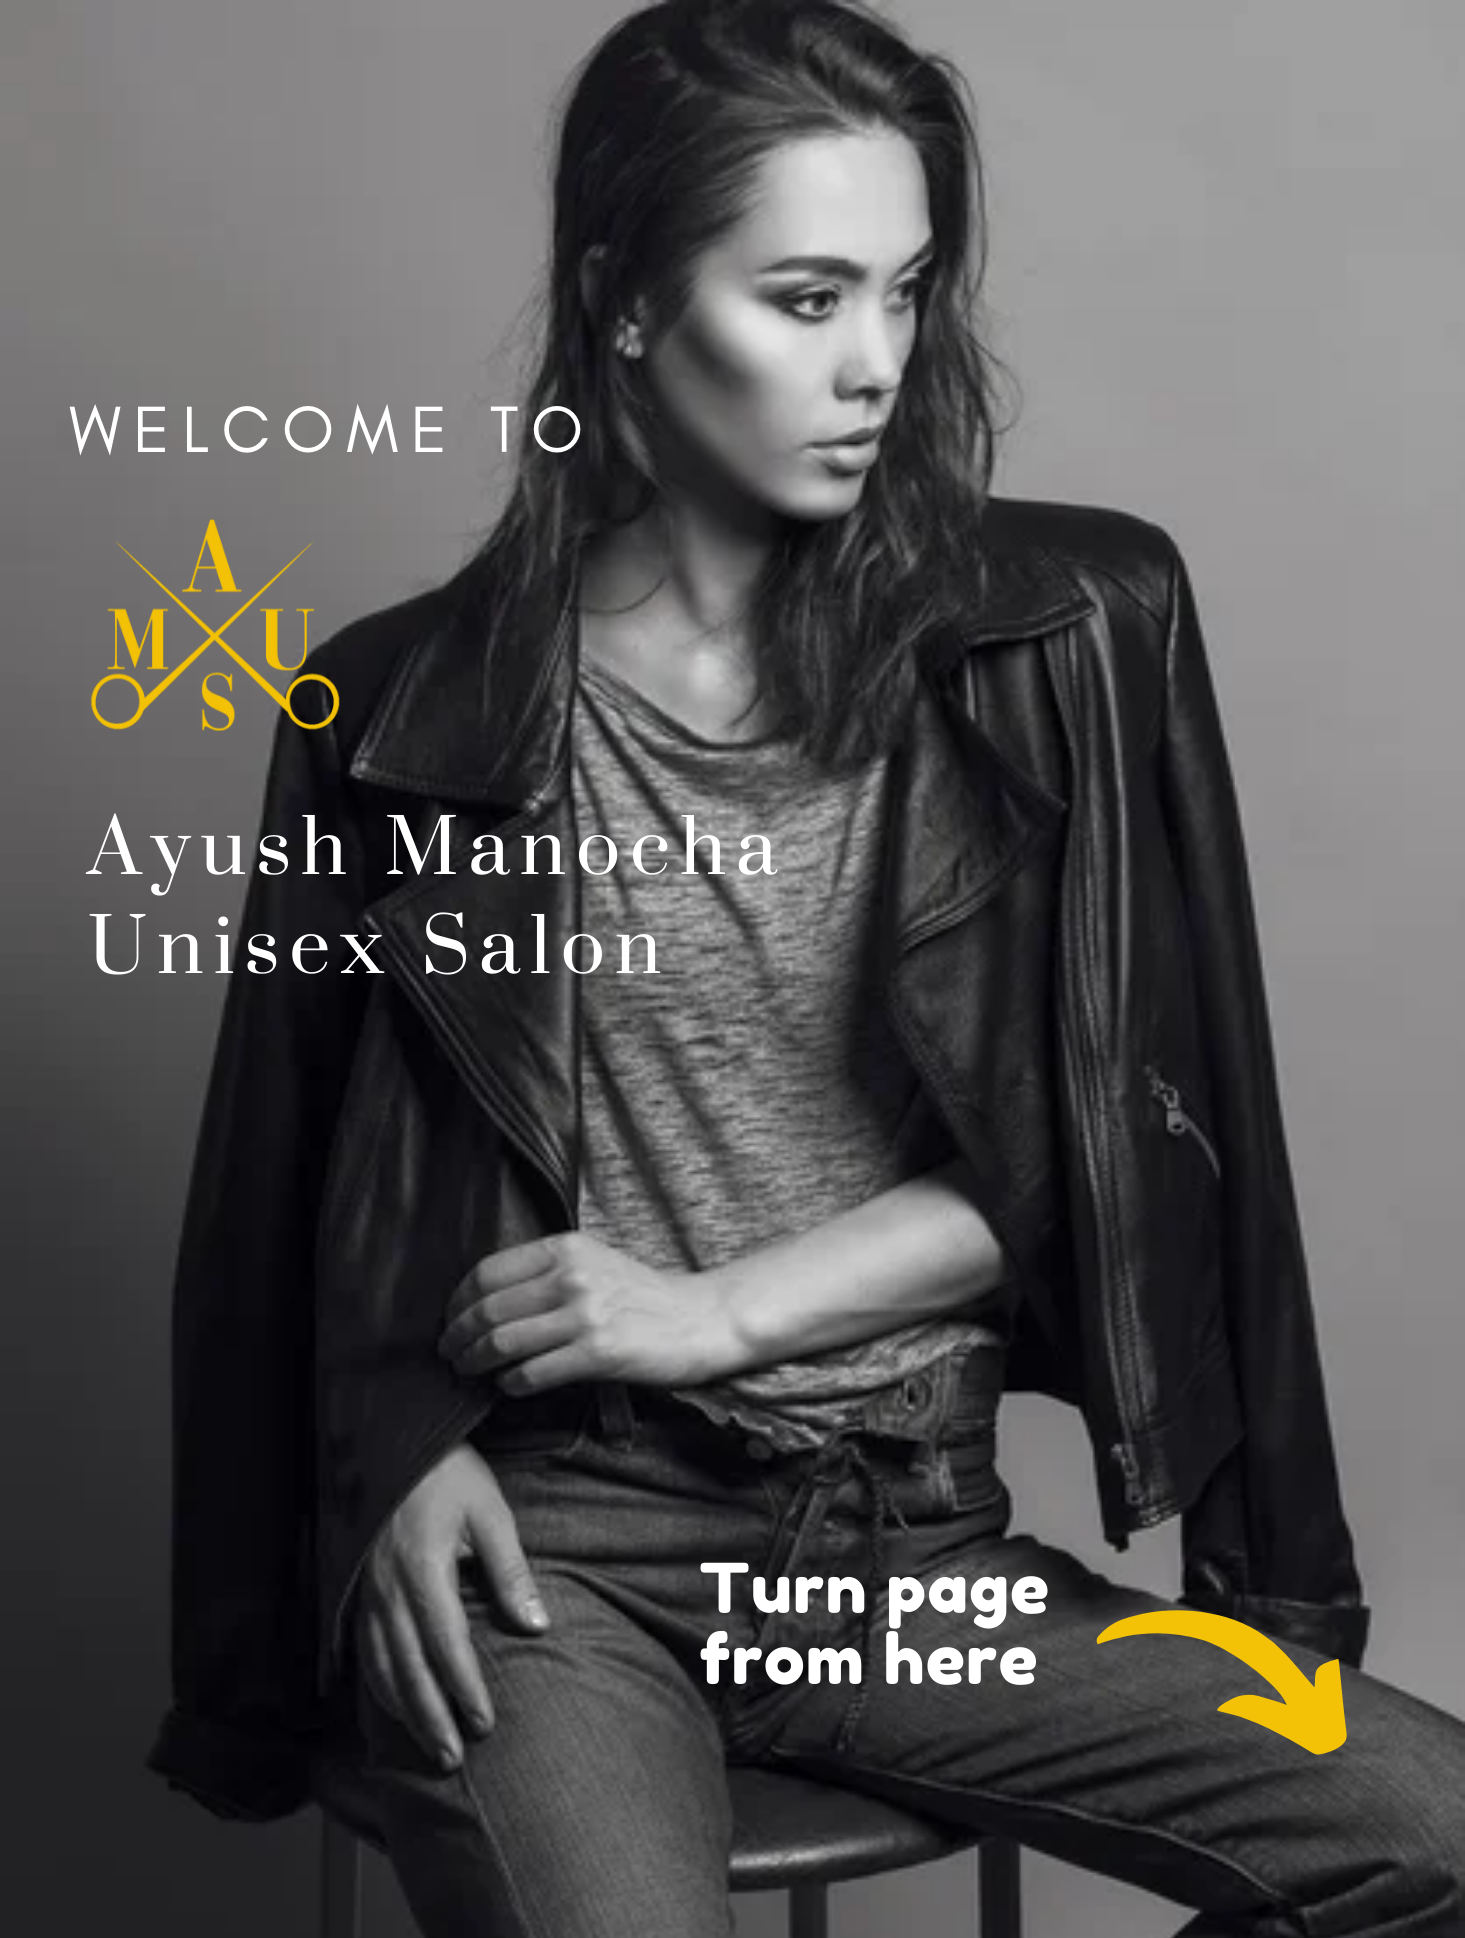 WELCOME TO
A
M U
S
Ayush Manocha
Unisex Salon
Turn page
from here